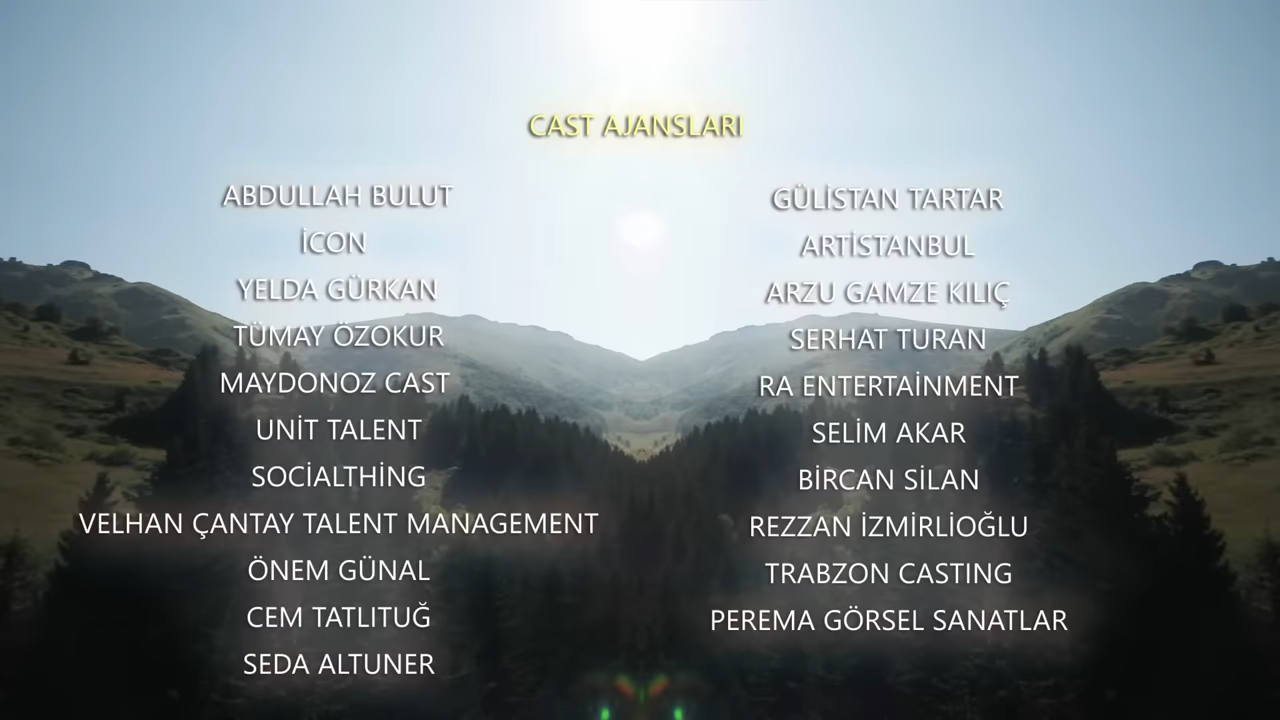 CAST AJANSLARI
ABDULLAH BULUT
İCON
YELDA GÜRKAN
TÜMAY ÖZOKUR
MAYDONOZ CAST
UNİT TALENT
SOCİALTHİNG
VELHAN ÇANTAY TALENT MANAGEMENT
ÖNEM GÜNAL
CEM TATLITUĞ
SEDA ALTUNER
GÜLİSTAN TARTAR
ARTİSTANBUL
ARZU GAMZE KILIÇ
SERHAT TURAN
RA ENTERTAİNMENT
SELİM AKAR
BİRCAN SİLAN
REZZAN İZMİRLİOĞLU
TRABZON CASTING
PEREMA GÖRSEL SANATLAR